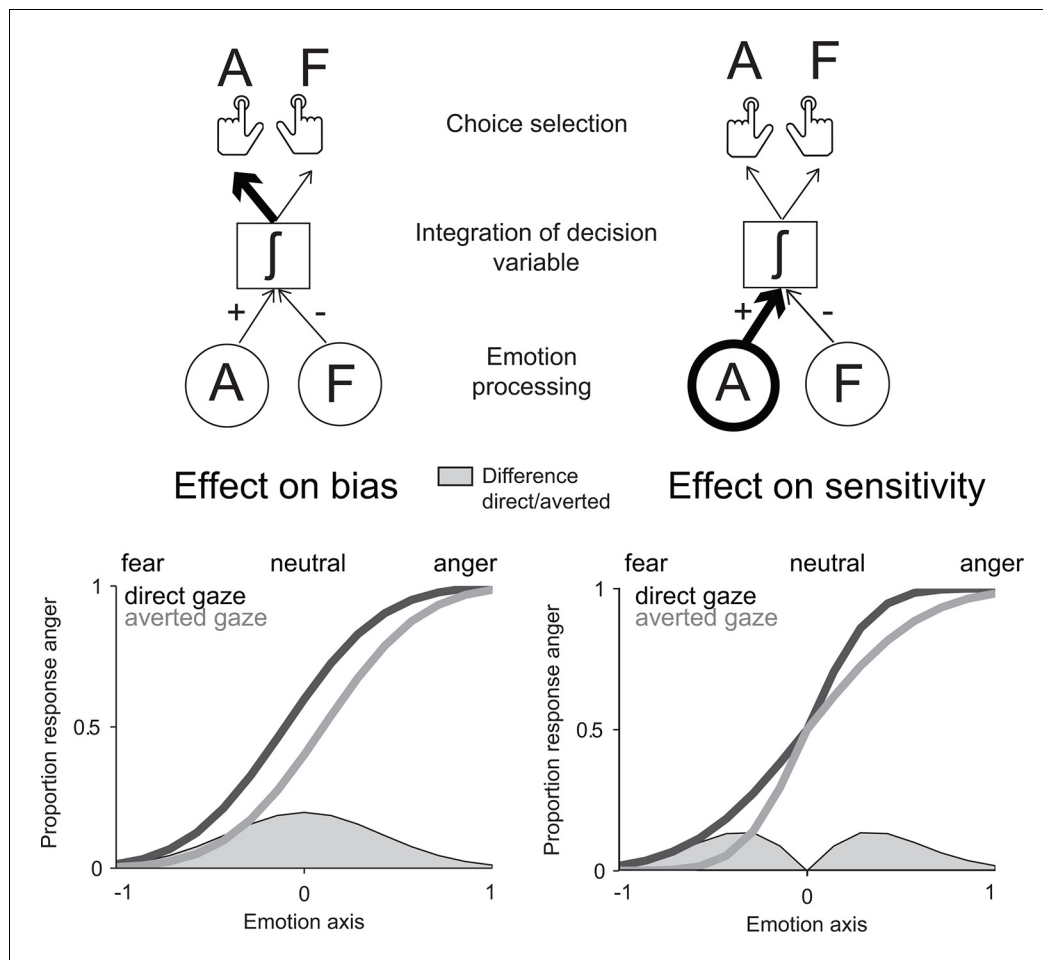 A F
A F
Choice selection
∫
Integration of decision
variable
∫
+ -
+ -
A F
Emotion
processing
A F
Effect on bias
Difference
direct/averted
Effect on sensitivity
fear neutral anger
direct gaze
averted gaze
Proportion response anger
1
0.5
0
-1 0 1
Emotion axis
fear neutral anger
direct gaze
averted gaze
Proportion response anger
1
0.5
0
-1 0 1
Emotion axis